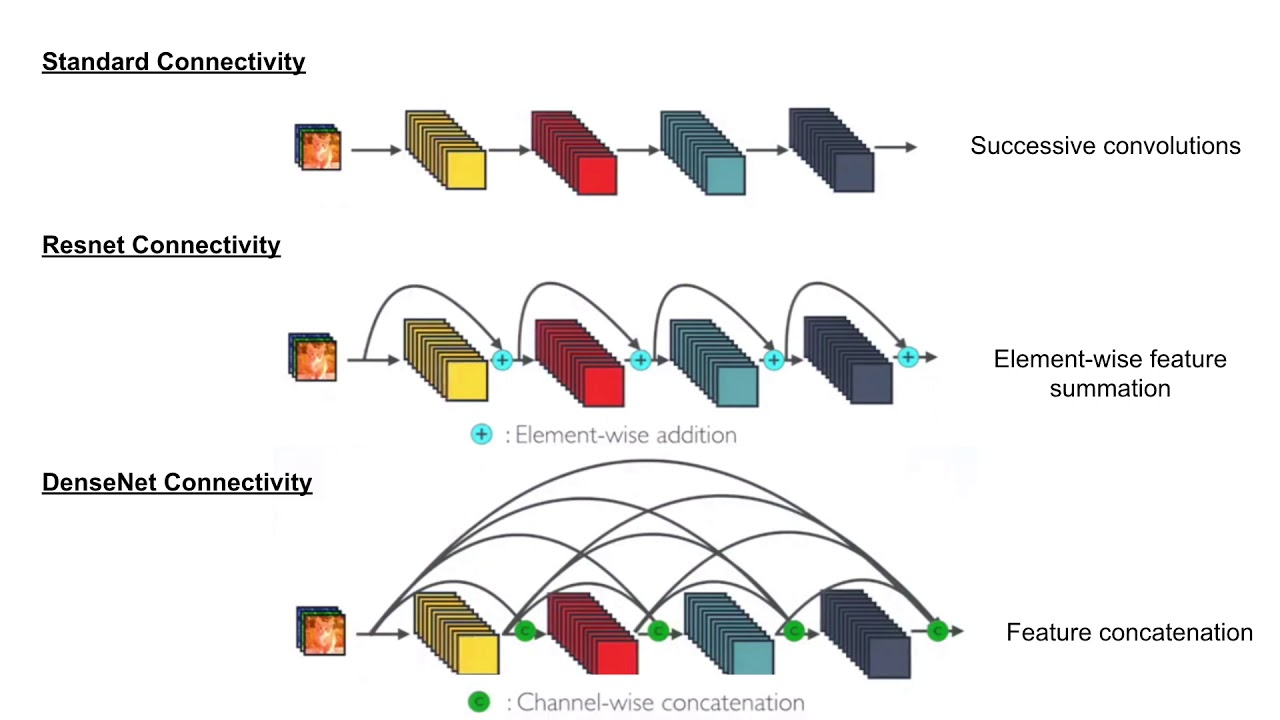 Standard Connectivity
Successive convolutions
Resnet Connectivity
+
+
+
+
Element-wise feature
summation
+ : Element-wise addition
DenseNet Connectivity
C
C
C
C
Feature concatenation
C : Channel-wise concatenation